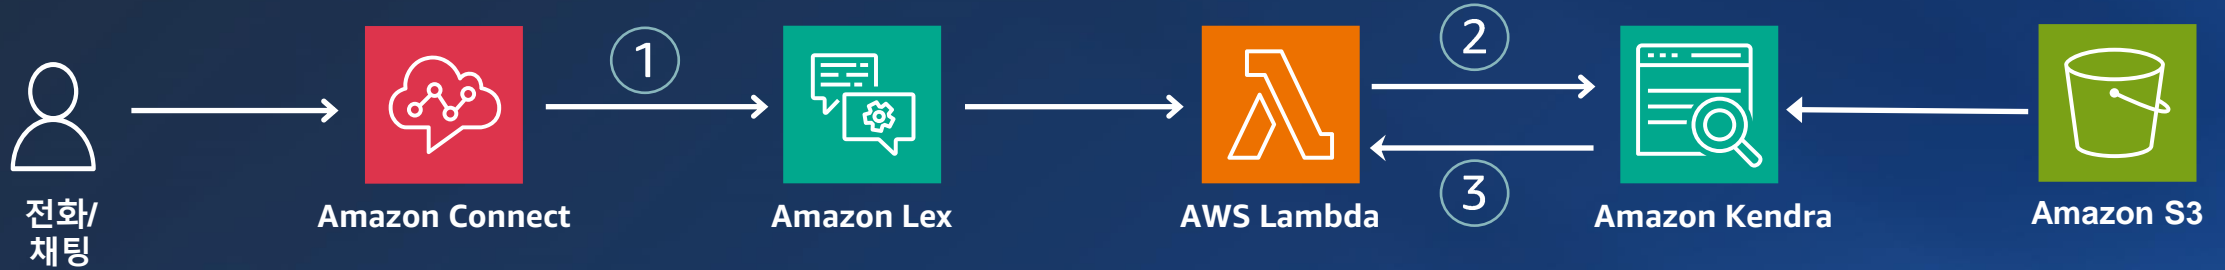 1
2
3
전화/
채팅
Amazon Connect
Amazon Lex
AWS Lambda
Amazon Kendra
Amazon S3